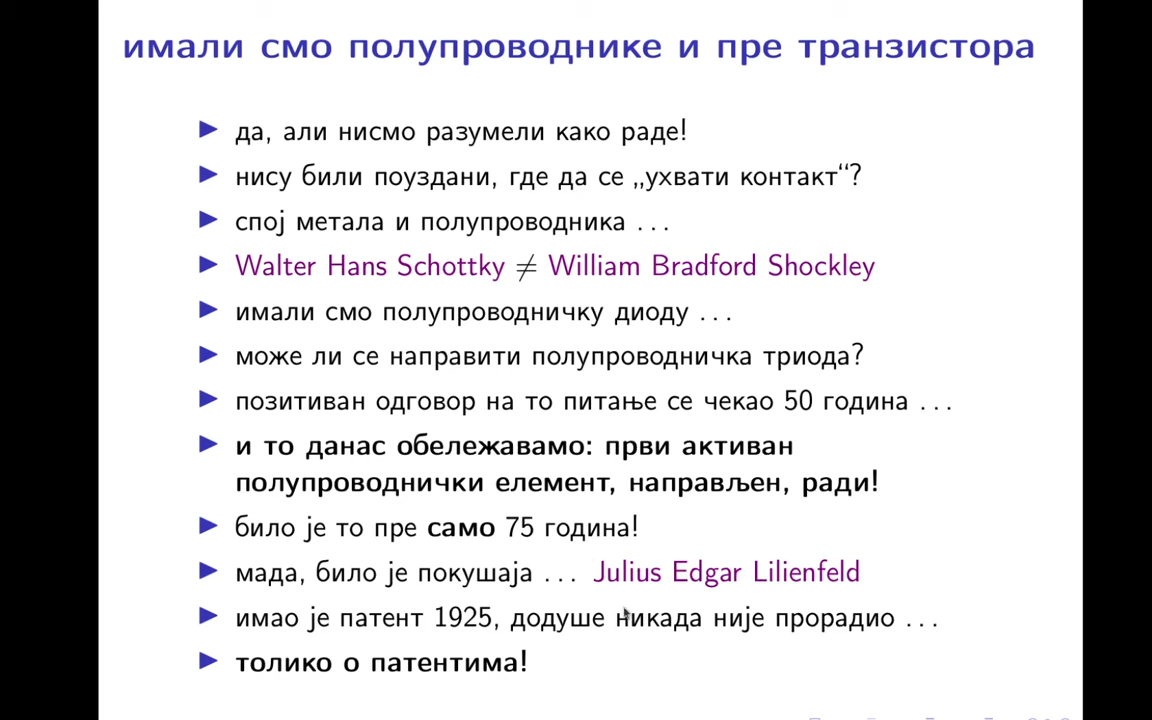 имали смо полупроводнике и пре транзистора
да, али нисмо разумели како раде!
нису били поуздани, где да се „ухвати контакт“?
спој метала и полупроводника ...
Walter Hans Schottky ≠ William Bradford Shockley
имали смо полупроводничку диоду ...
може ли се направити полупроводничка триода?
позитиван одговор на то питање се чекао 50 година ...
и то данас обележавамо: први активан
полупроводнички елемент, направљен, ради!
било је то пре само 75 година!
мада, било је покушаја ... Julius Edgar Lilienfeld
имао је патент 1925, додуше никада није прорадио ...
толико о патентима!